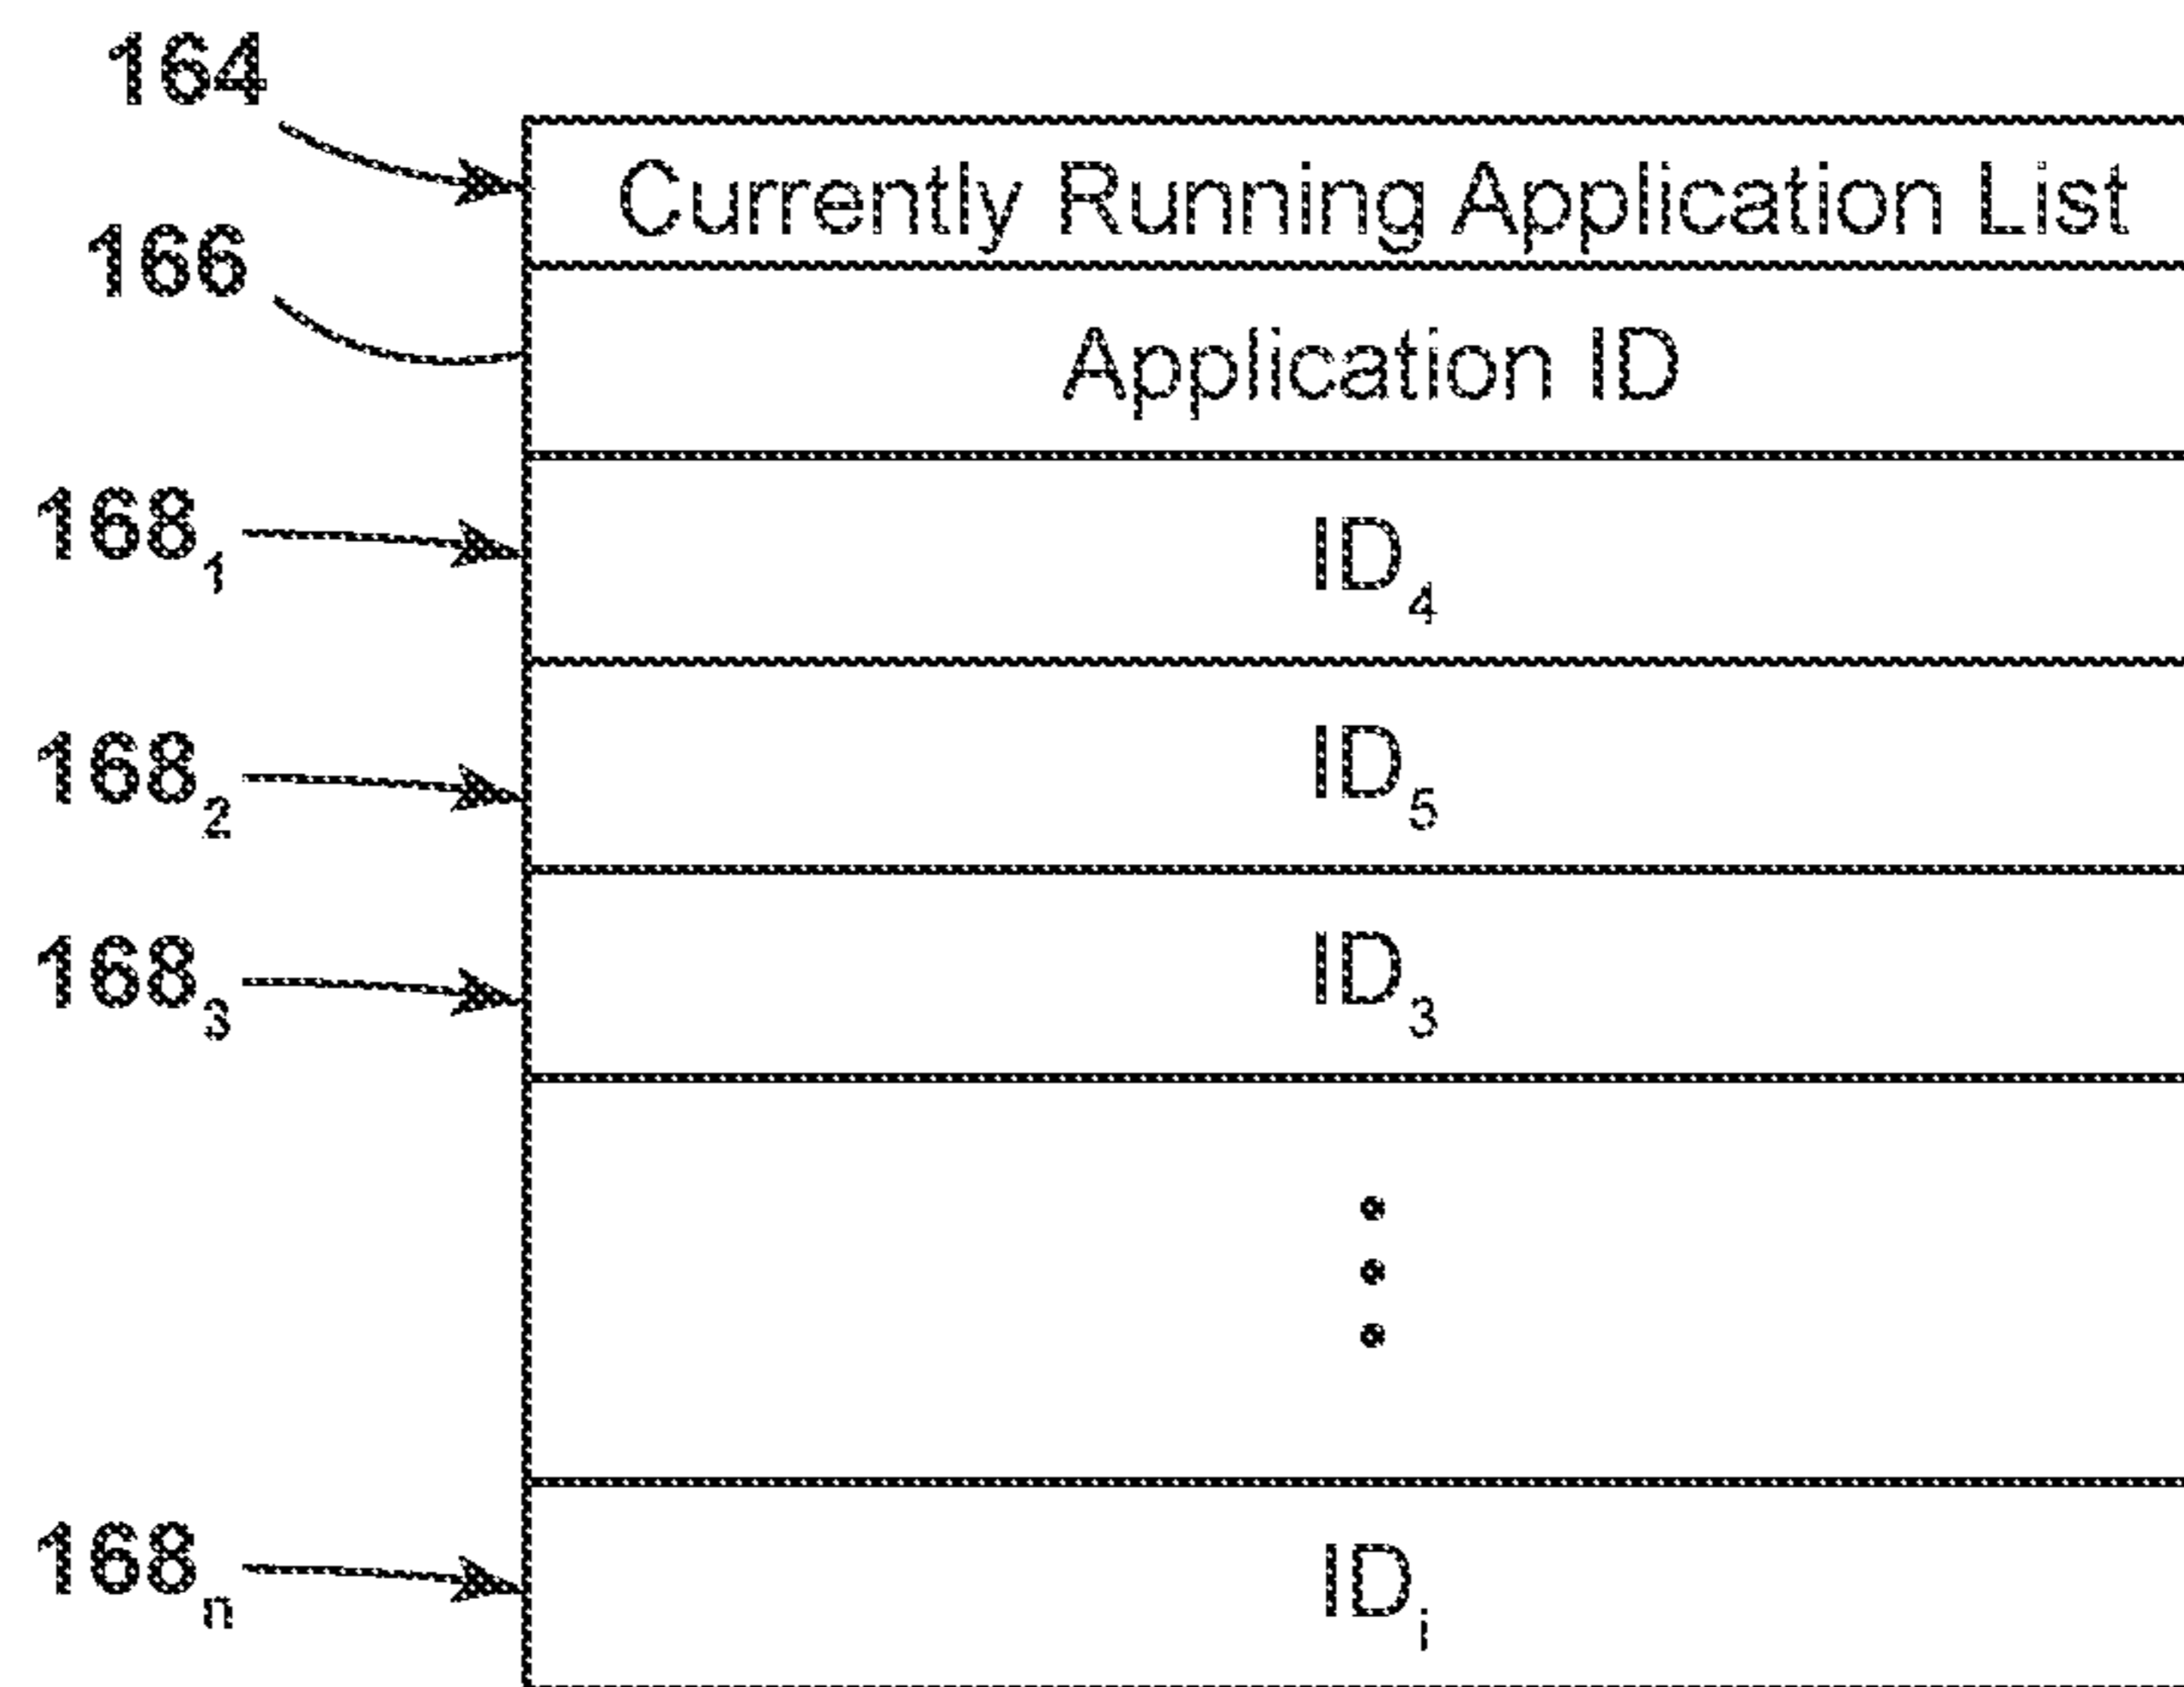 164 Currently Running Application List
166 Application ID
168₁ ID₄
168₂ ID₅
168₃ ID₃
168ₙ IDᵢ